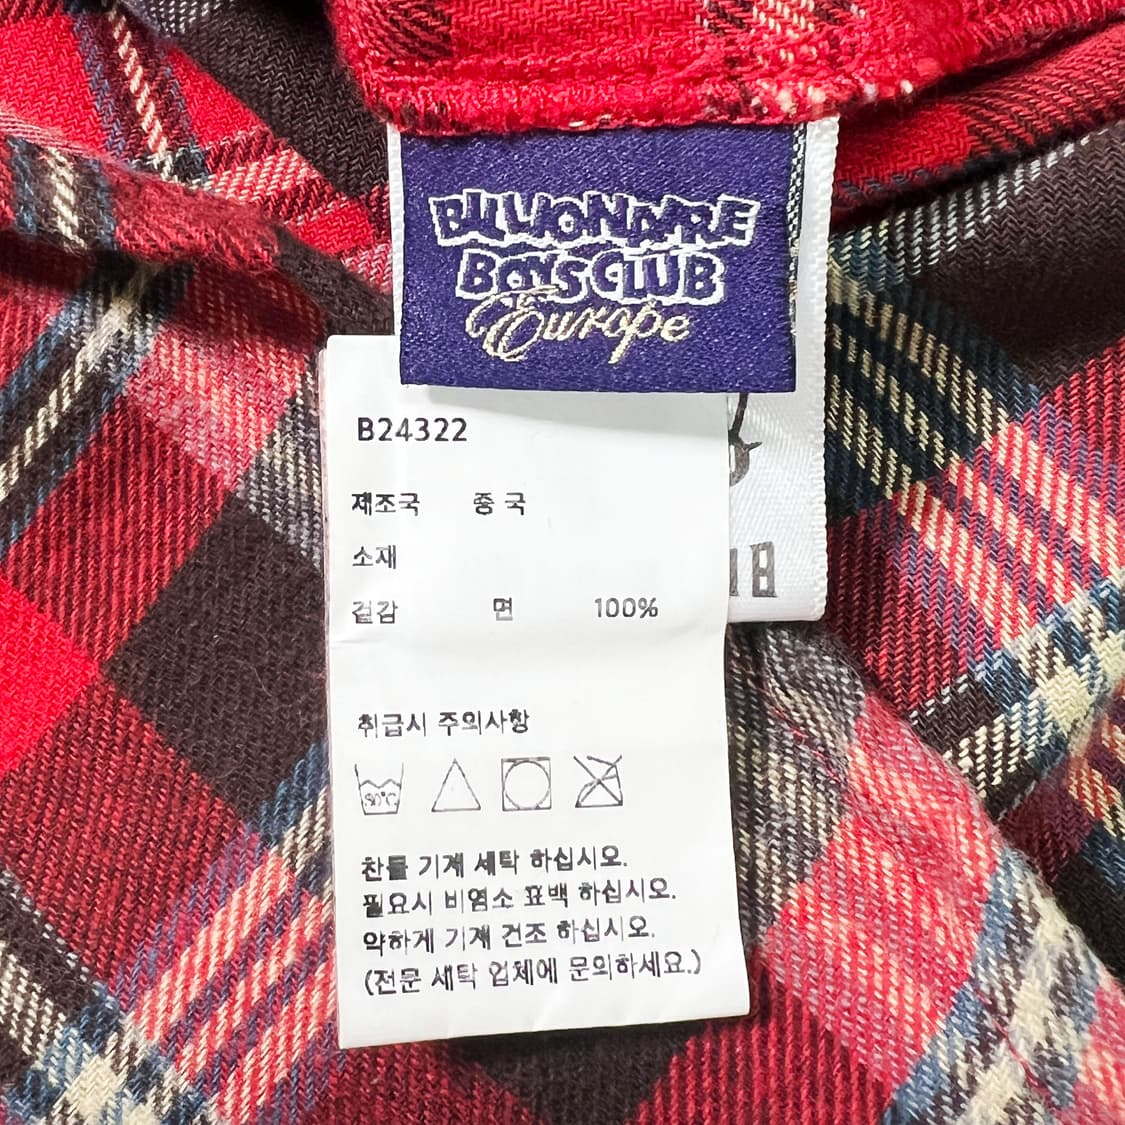 BILLIONAIRE
BOYS CLUB
Europe
B24322
제조국 중국
소재
겉감 면 100%
취급시 주의사항
30°C
찬물 기계 세탁 하십시오.
필요시 비염소 표백 하십시오.
약하게 기계 건조 하십시오.
(전문 세탁 업체에 문의하세요.)